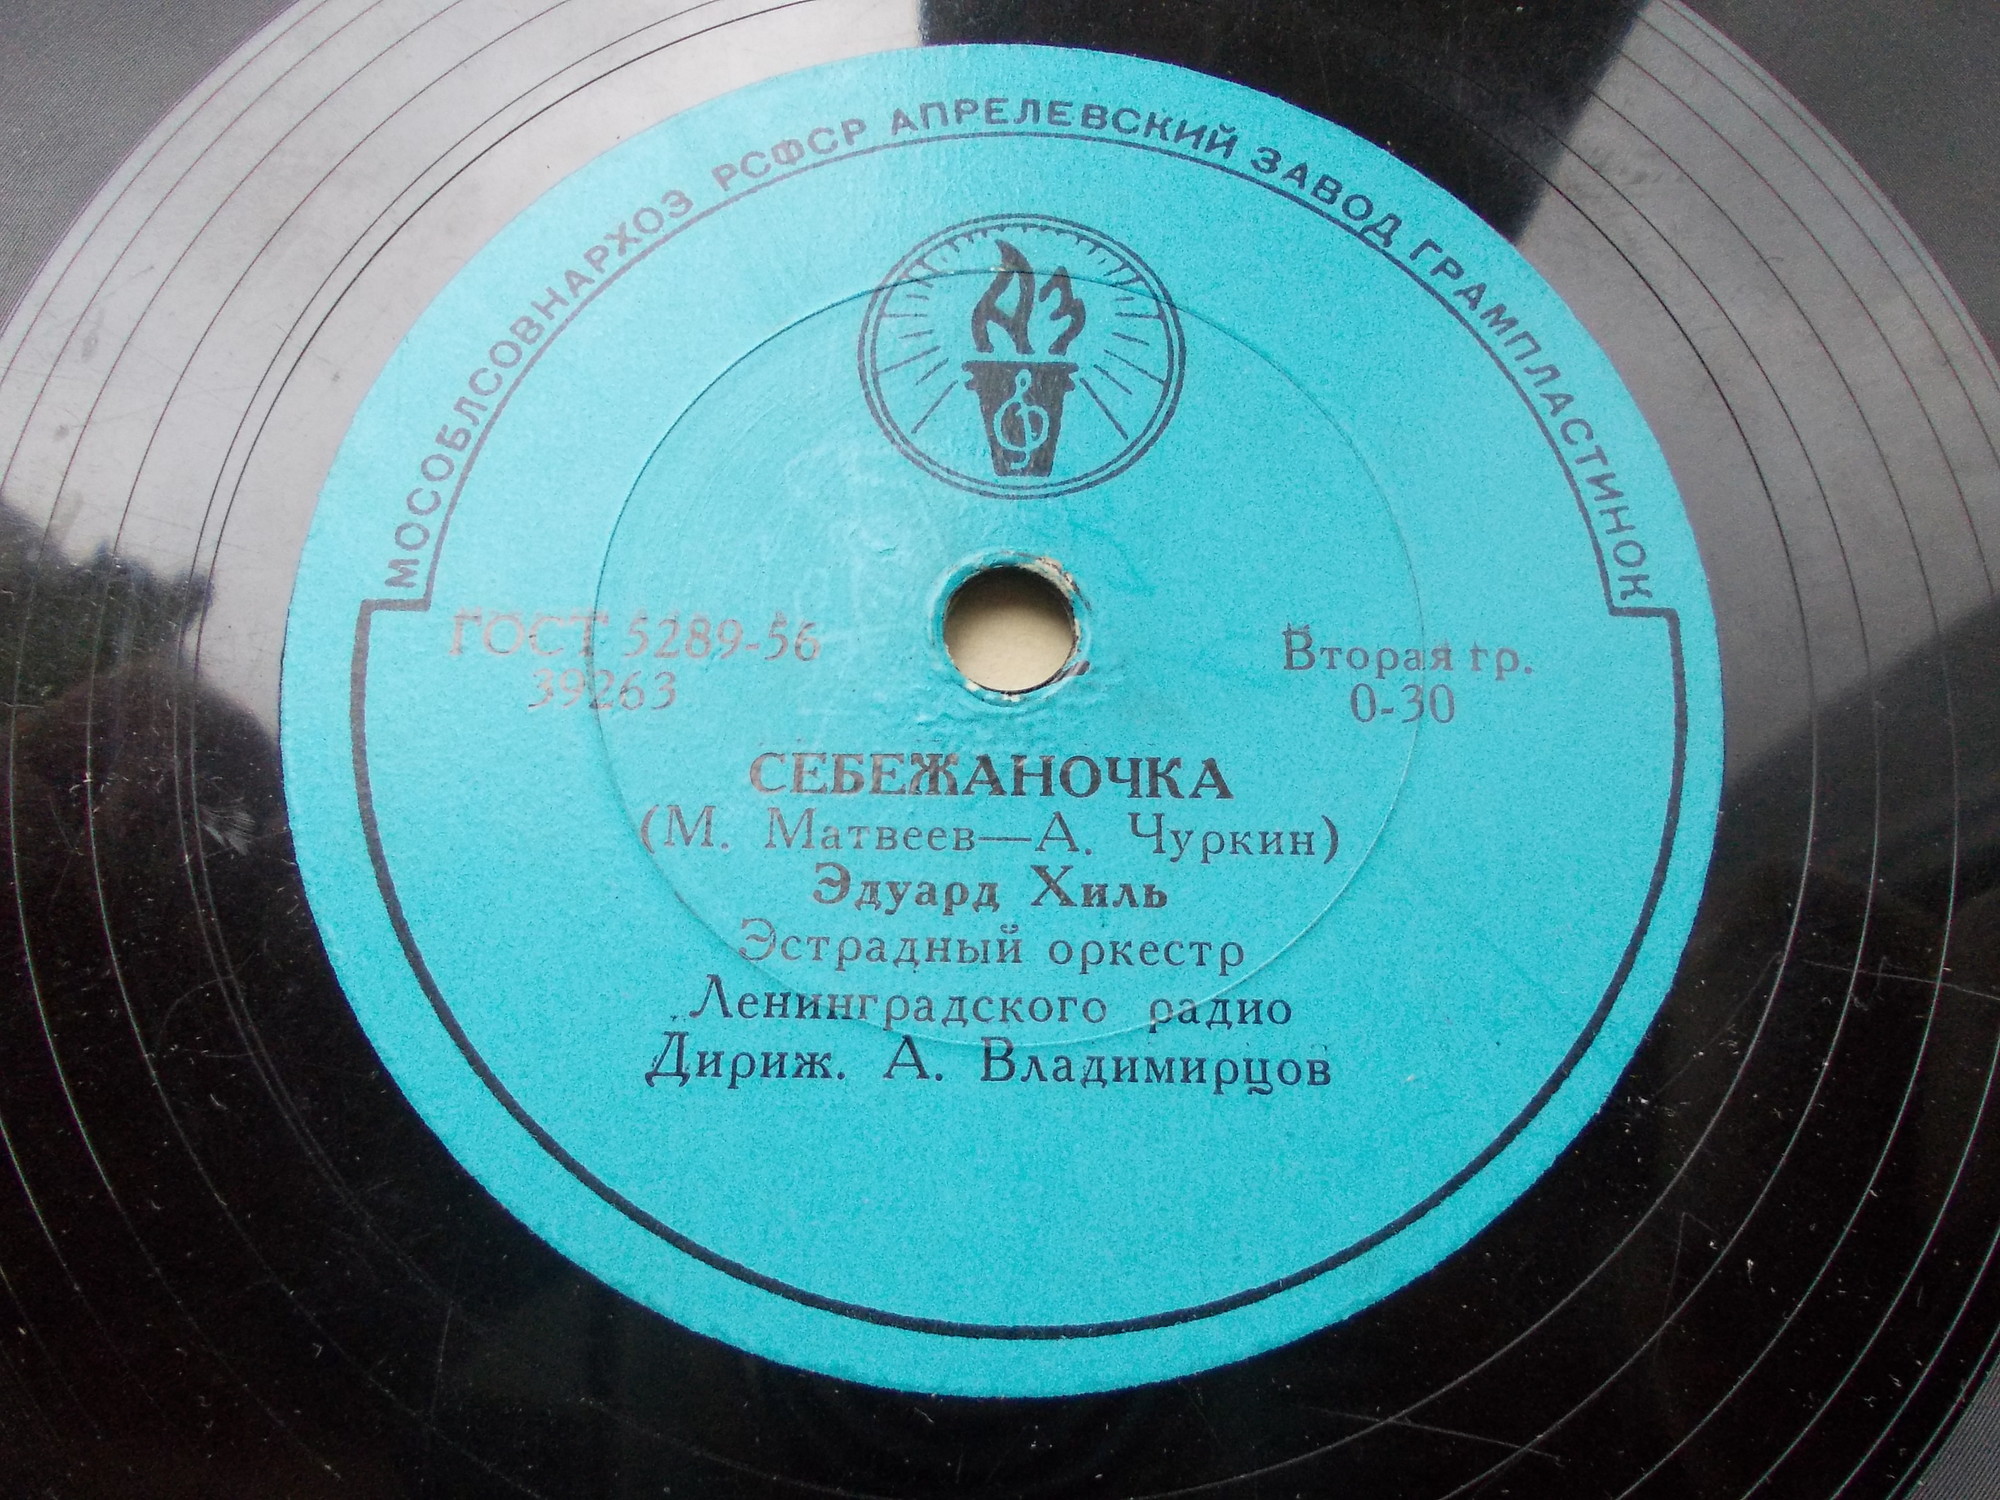 МОСОБЛСОВНАРХОЗ РСФСР АПРЕЛЕВСКИЙ ЗАВОД ГРАМПЛАСТИНОК
АЗ
ГОСТ 5289-56
39263
Вторая гр.
0-30
СЕБЕЖАНОЧКА
(М. Матвеев—А. Чуркин)
Эдуард Хиль
Эстрадный оркестр
Ленинградского радио
Дириж. А. Владимирцов